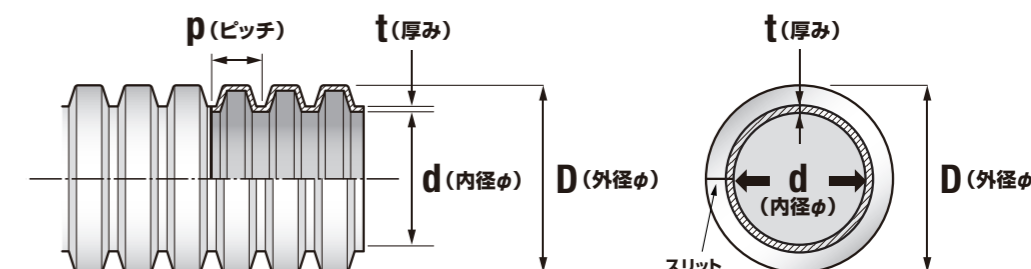 p（ピッチ）
t（厚み）
d（内径φ）
D（外径φ）
t（厚み）
d
（内径φ）
D（外径φ
スリット